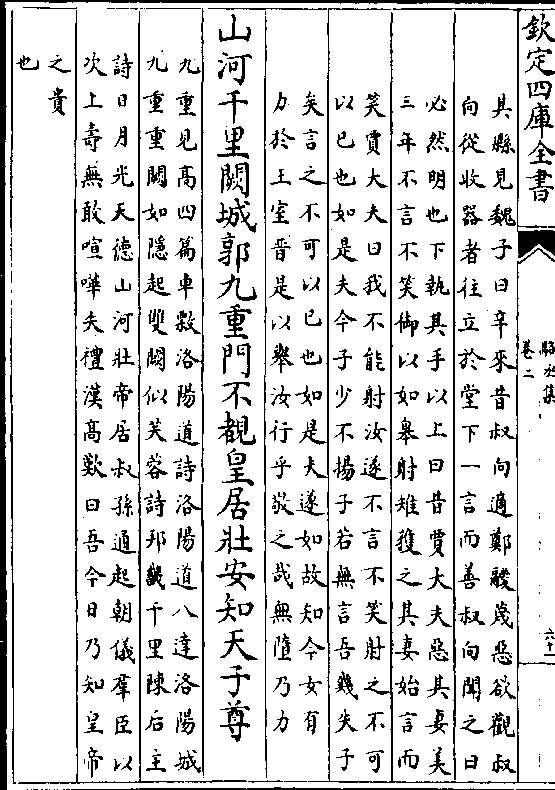 欽定四庫全書
卷二
其縣見魏子曰辛來昔叔向適鄭鬷蔑惡欲觀叔
向從收器者往立於堂下一言而善叔向聞之曰
必然明也下執其手以上曰昔賈大夫惡其妻美
三年不言不笑御以如皋射雉獲之其妻始言而
笑賈大夫曰我不能射汝遂不言不笑射之不可
以已也如是夫今子少不揚子若無言吾幾失子
矣言之不可以已也如是夫遂如故知今女有
力於王室晉是以舉汝行乎敬之哉無墮乃力
山河千里闕城郭九重門不覩皇居壯安知天子尊
九重見髙四篇車斅洛陽道詩洛陽道八達洛陽城
九重重闕如隱起雙闕似芙蓉詩邦畿千里陳后主
詩日月光天德山河壯帝居叔孫通起朝儀羣臣以
次上壽無敢喧嘩失禮漢髙歎曰吾今日乃知皇帝
之貴
也